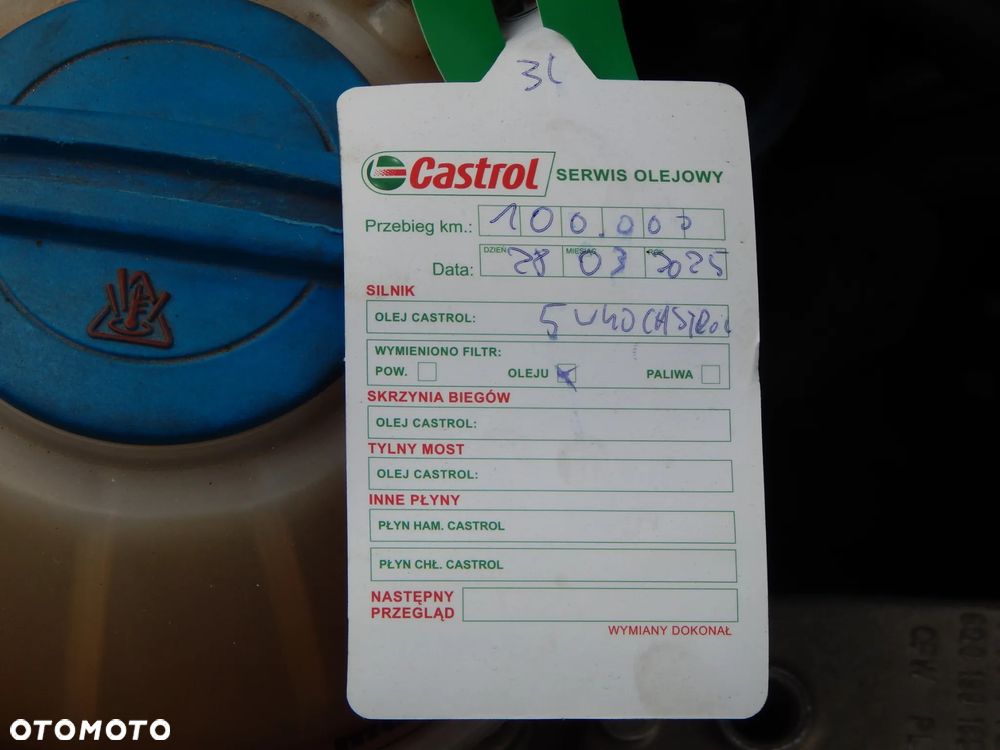 3L
Castrol SERWIS OLEJOWY
Przebieg km.: 100.000
DZIEŃ MIESIĄC ROK
Data: 28 03 2025
SILNIK
OLEJ CASTROL: 5W40 CASTROL
WYMIENIONO FILTR:
POW. OLEJU PALIWA
SKRZYNIA BIEGÓW
OLEJ CASTROL:
TYLNY MOST
OLEJ CASTROL:
INNE PŁYNY
PŁYN HAM. CASTROL
PŁYN CHŁ. CASTROL
NASTĘPNY
PRZEGLĄD
WYMIANY DOKONAŁ
OTOMOTO